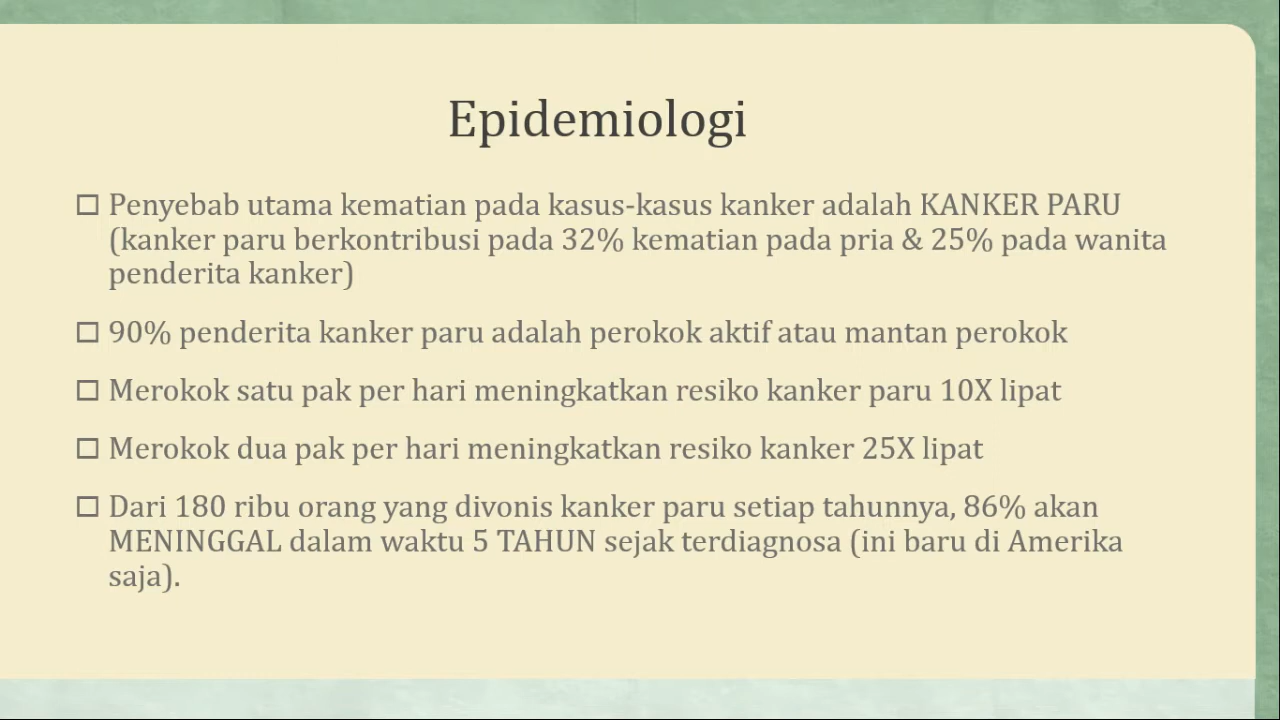 Epidemiologi
□ Penyebab utama kematian pada kasus-kasus kanker adalah KANKER PARU
(kanker paru berkontribusi pada 32% kematian pada pria & 25% pada wanita
penderita kanker)
□ 90% penderita kanker paru adalah perokok aktif atau mantan perokok
□ Merokok satu pak per hari meningkatkan resiko kanker paru 10X lipat
□ Merokok dua pak per hari meningkatkan resiko kanker 25X lipat
□ Dari 180 ribu orang yang divonis kanker paru setiap tahunnya, 86% akan
MENINGGAL dalam waktu 5 TAHUN sejak terdiagnosa (ini baru di Amerika
saja).